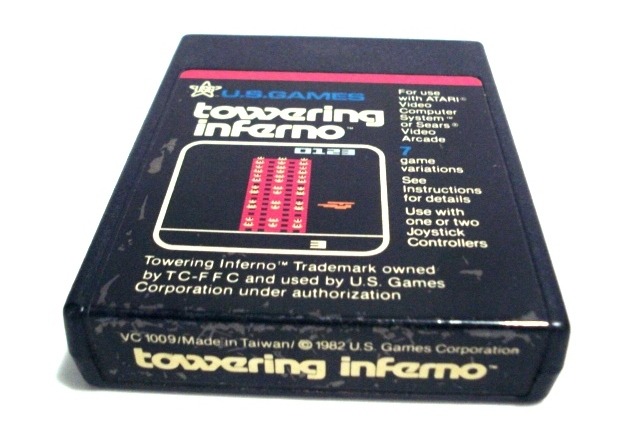 U.S. GAMES
towering
inferno™
For use
with ATARI®
Video
Computer
System™
or Sears®
Video
Arcade
7
game
variations
See
Instructions
for details
Use with
one or two
Joystick
Controllers
0123
3
Towering Inferno™ Trademark owned
by TC-FFC and used by U.S. Games
Corporation under authorization
VC 1009/Made in Taiwan/ © 1982 U.S. Games Corporation
towering inferno™